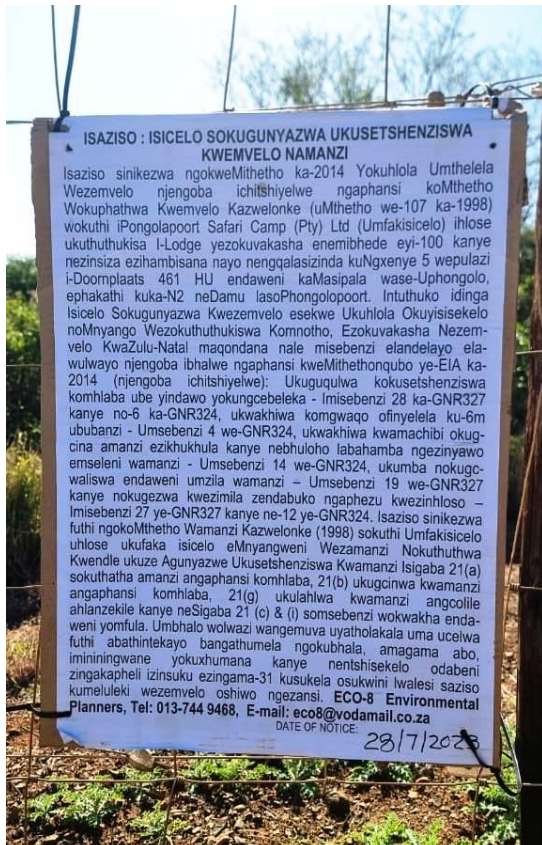 ISAZISO : ISICELO SOKUGUNYAZWA UKUSETSHENZISWA
KWEMVELO NAMANZI
Isaziso sinikezwa ngokweMithetho ka-2014 Yokuhlola Umthelela
Wezemvelo njengoba ichitshiyelwe ngaphansi koMthetho
Wokuphathwa Kwemvelo Kazwelonke (uMthetho we-107 ka-1998)
wokuthi iPongolapoort Safari Camp (Pty) Ltd (Umfakisicelo) ihlose
ukuthuthukisa I-Lodge yezokuvakasha enemibhede eyi-100 kanye
nezinsiza ezihambisana nayo nengqalasizinda kuNgxenye 5 wepulazi
i-Doornplaats 461 HU endaweni kaMasipala wase-Uphongolo,
ephakathi kuka-N2 neDamu lasoPhongolopoort. Intuthuko idinga
Isicelo Sokugunyazwa Kwezemvelo esekwe Ukuhlola Okuyisisekelo
noMnyango Wezokuthuthukiswa Komnotho, Ezokuvakasha Nezem-
velo KwaZulu-Natal maqondana nale misebenzi elandelayo ela-
wulwayo njengoba ibhalwe ngaphansi kweMithethonqubo ye-EIA ka-
2014 (njengoba ichitshiyelwe): Ukuguqulwa kokusetshenziswa
komhlaba ube yindawo yokungcebeleka - Imisebenzi 28 ka-GNR327
kanye no-6 ka-GNR324, ukwakhiwa komgwaqo ofinyelela ku-6m
ububanzi - Umsebenzi 4 we-GNR324, ukwakhiwa kwamachibi okug-
cina amanzi ezikhukhula kanye nebhuloho labahamba ngezinyawo
emseleni wamanzi - Umsebenzi 14 we-GNR324, ukumba nokugc-
waliswa endaweni umzila wamanzi – Umsebenzi 19 we-GNR327
kanye nokugezwa kwezimila zendabuko ngaphezu kwezinhloso –
Imisebenzi 27 ye-GNR327 kanye ne-12 ye-GNR324. Isaziso sinikezwa
futhi ngokoMthetho Wamanzi Kazwelonke (1998) sokuthi Umfakisicelo
uhlose ukufaka isicelo eMnyangweni Wezamanzi Nokuthuthwa
Kwendle ukuze Agunyazwe Ukusetshenziswa Kwamanzi Isigaba 21(a)
sokuthatha amanzi angaphansi komhlaba, 21(b) ukugcinwa kwamanzi
angaphansi komhlaba, 21(g) ukulahlwa kwamanzi angcolile
ahlanzekile kanye neSigaba 21 (c) & (i) somsebenzi wokwakha enda-
weni yomfula. Umbhalo wolwazi wangemuva uyatholakala uma ucelwa
futhi abathintekayo bangathumela ngokubhala, amagama abo,
imininingwane yokuxhumana kanye nentshisekelo odabeni
zingakapheli izinsuku ezingama-31 kusukela osukwini lwalesi saziso
kumeluleki wezemvelo oshiwo ngezansi. ECO-8 Environmental
Planners, Tel: 013-744 9468, E-mail: eco8@vodamail.co.za
DATE OF NOTICE:
28/7/2023